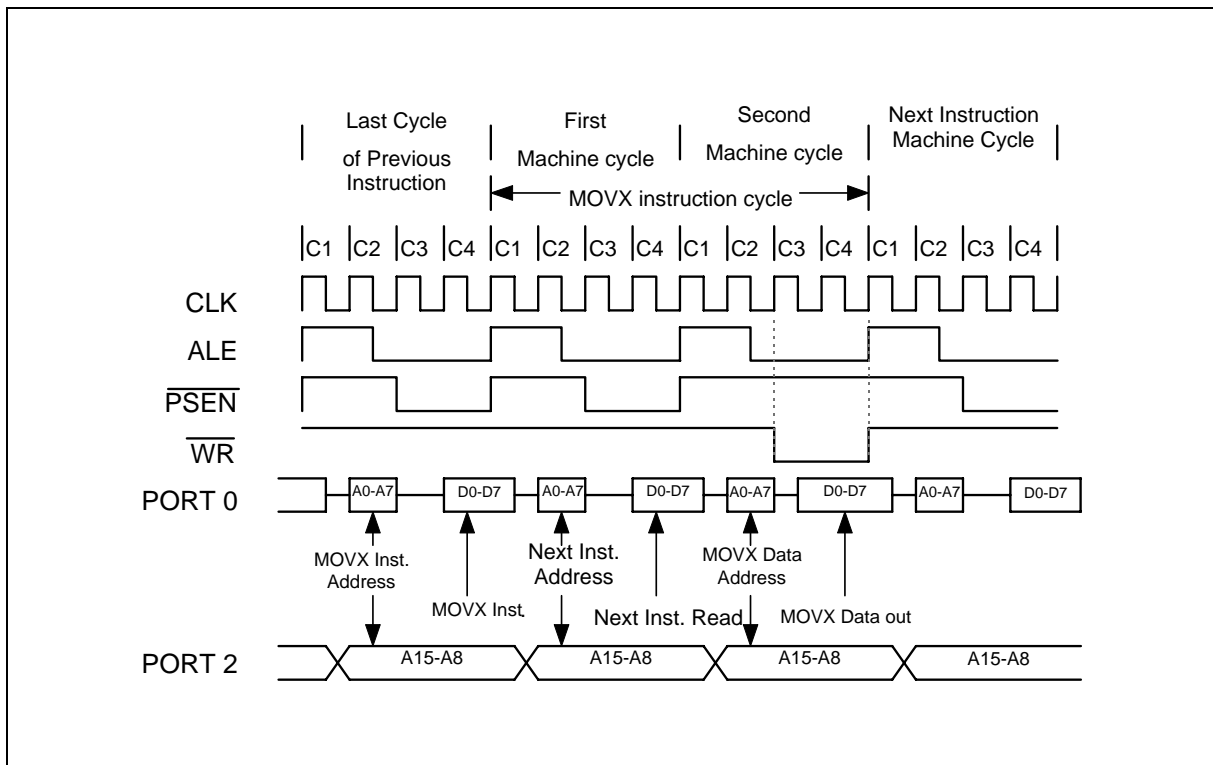 Last Cycle
of Previous
Instruction
First
Machine cycle
Second
Machine cycle
Next Instruction
Machine Cycle
MOVX instruction cycle
C1 C2 C3 C4 C1 C2 C3 C4 C1 C2 C3 C4 C1 C2 C3 C4
CLK
ALE
PSEN
WR
PORT 0
A0-A7 D0-D7 A0-A7 D0-D7 A0-A7 D0-D7 A0-A7 D0-D7
MOVX Inst.
Address
MOVX Inst.
Next Inst.
Address
Next Inst. Read
MOVX Data
Address
MOVX Data out
PORT 2
A15-A8 A15-A8 A15-A8 A15-A8